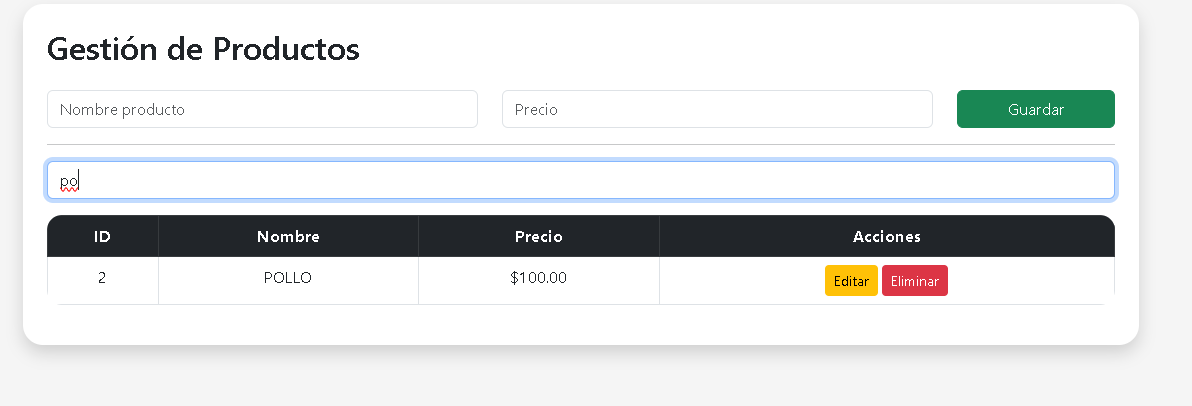 Gestión de Productos
Nombre producto Precio Guardar
po
ID Nombre Precio Acciones
2 POLLO $100.00 Editar Eliminar